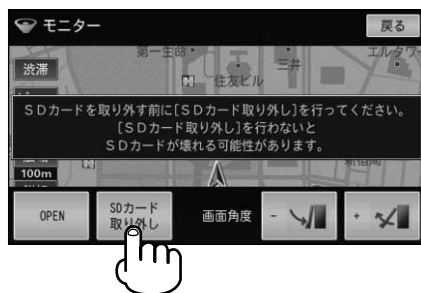 モニター
戻る
第一生命
エルタワー
渋滞
三井
住友ビル
SDカードを取り外す前に[SDカード取り外し]を行ってください。
[SDカード取り外し]を行わないと
SDカードが壊れる可能性があります。
新宿局
100m
OPEN
SDカード
取り外し
画面角度
-
+